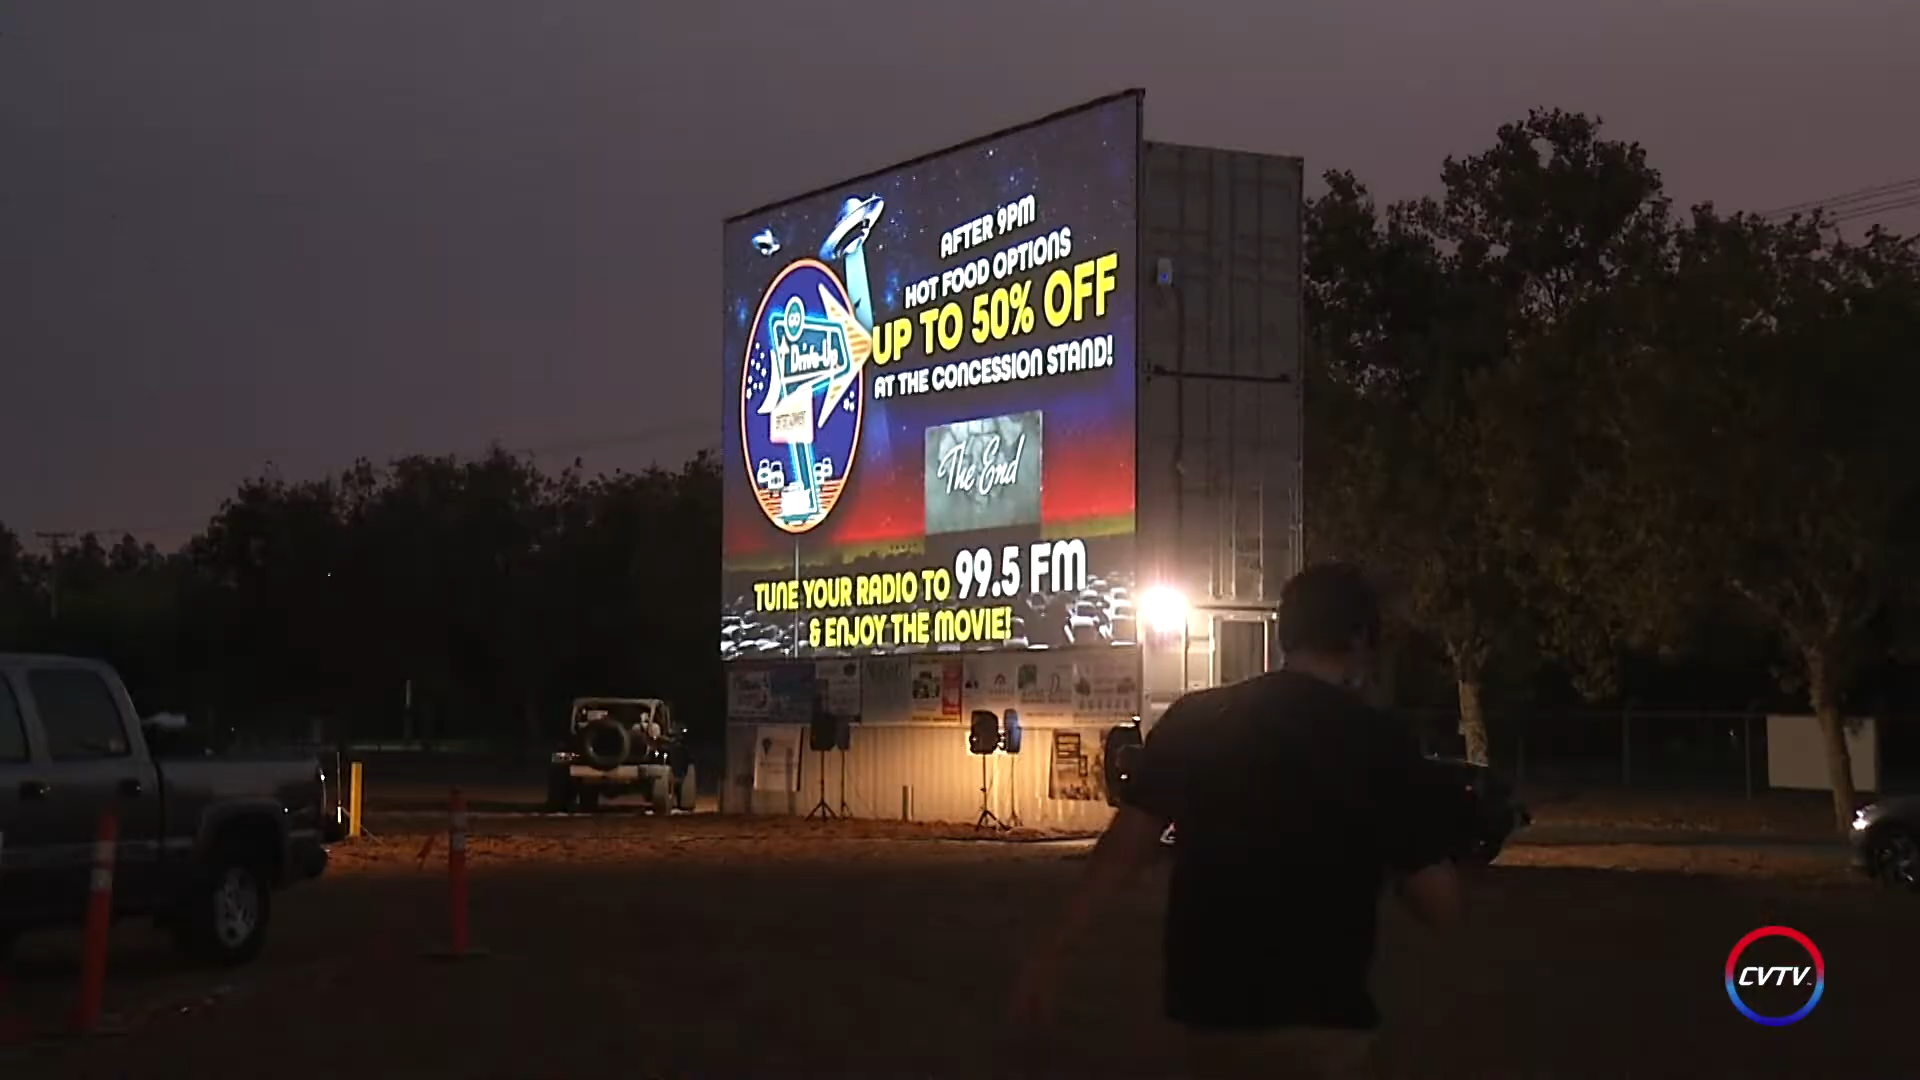 AFTER 9PM
HOT FOOD OPTIONS
UP TO 50% OFF
AT THE CONCESSION STAND!
GO
Drive-Up
The End
TUNE YOUR RADIO TO 99.5 FM
& ENJOY THE MOVIE!
CVTV